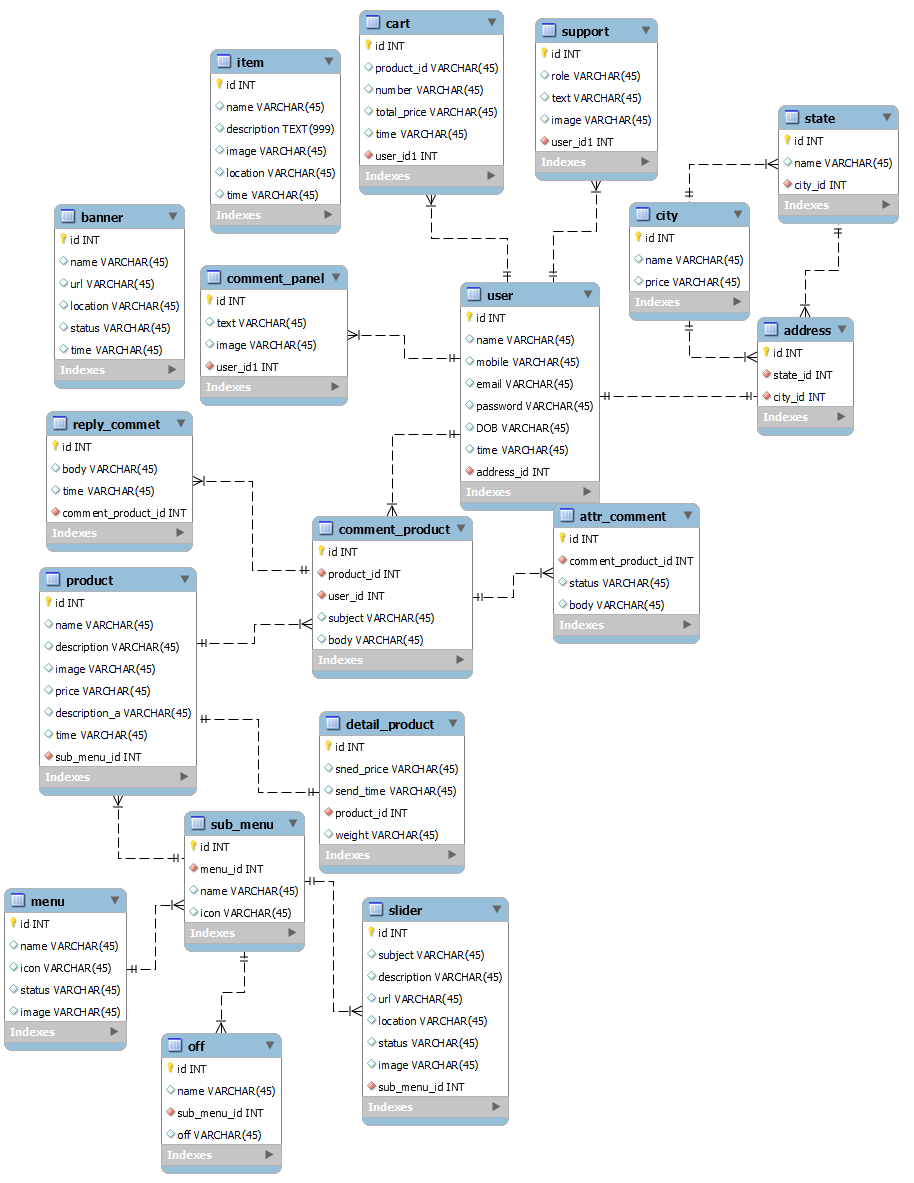 cart
id INT
product_id VARCHAR(45)
number VARCHAR(45)
total_price VARCHAR(45)
time VARCHAR(45)
user_id1 INT
Indexes
support
id INT
role VARCHAR(45)
text VARCHAR(45)
image VARCHAR(45)
user_id1 INT
Indexes
item
id INT
name VARCHAR(45)
description TEXT(999)
image VARCHAR(45)
location VARCHAR(45)
time VARCHAR(45)
Indexes
state
id INT
name VARCHAR(45)
city_id INT
Indexes
banner
id INT
name VARCHAR(45)
url VARCHAR(45)
location VARCHAR(45)
status VARCHAR(45)
time VARCHAR(45)
Indexes
city
id INT
name VARCHAR(45)
price VARCHAR(45)
Indexes
comment_panel
id INT
text VARCHAR(45)
image VARCHAR(45)
user_id1 INT
Indexes
user
id INT
name VARCHAR(45)
mobile VARCHAR(45)
email VARCHAR(45)
password VARCHAR(45)
DOB VARCHAR(45)
time VARCHAR(45)
address_id INT
Indexes
address
id INT
state_id INT
city_id INT
Indexes
reply_commet
id INT
body VARCHAR(45)
time VARCHAR(45)
comment_product_id INT
Indexes
comment_product
id INT
product_id INT
user_id INT
subject VARCHAR(45)
body VARCHAR(45)
Indexes
attr_comment
id INT
comment_product_id INT
status VARCHAR(45)
body VARCHAR(45)
Indexes
product
id INT
name VARCHAR(45)
description VARCHAR(45)
image VARCHAR(45)
price VARCHAR(45)
description_a VARCHAR(45)
time VARCHAR(45)
sub_menu_id INT
Indexes
detail_product
id INT
sned_price VARCHAR(45)
send_time VARCHAR(45)
product_id INT
weight VARCHAR(45)
Indexes
sub_menu
id INT
menu_id INT
name VARCHAR(45)
icon VARCHAR(45)
Indexes
menu
id INT
name VARCHAR(45)
icon VARCHAR(45)
status VARCHAR(45)
image VARCHAR(45)
Indexes
slider
id INT
subject VARCHAR(45)
description VARCHAR(45)
url VARCHAR(45)
location VARCHAR(45)
status VARCHAR(45)
image VARCHAR(45)
sub_menu_id INT
Indexes
off
id INT
name VARCHAR(45)
sub_menu_id INT
off VARCHAR(45)
Indexes